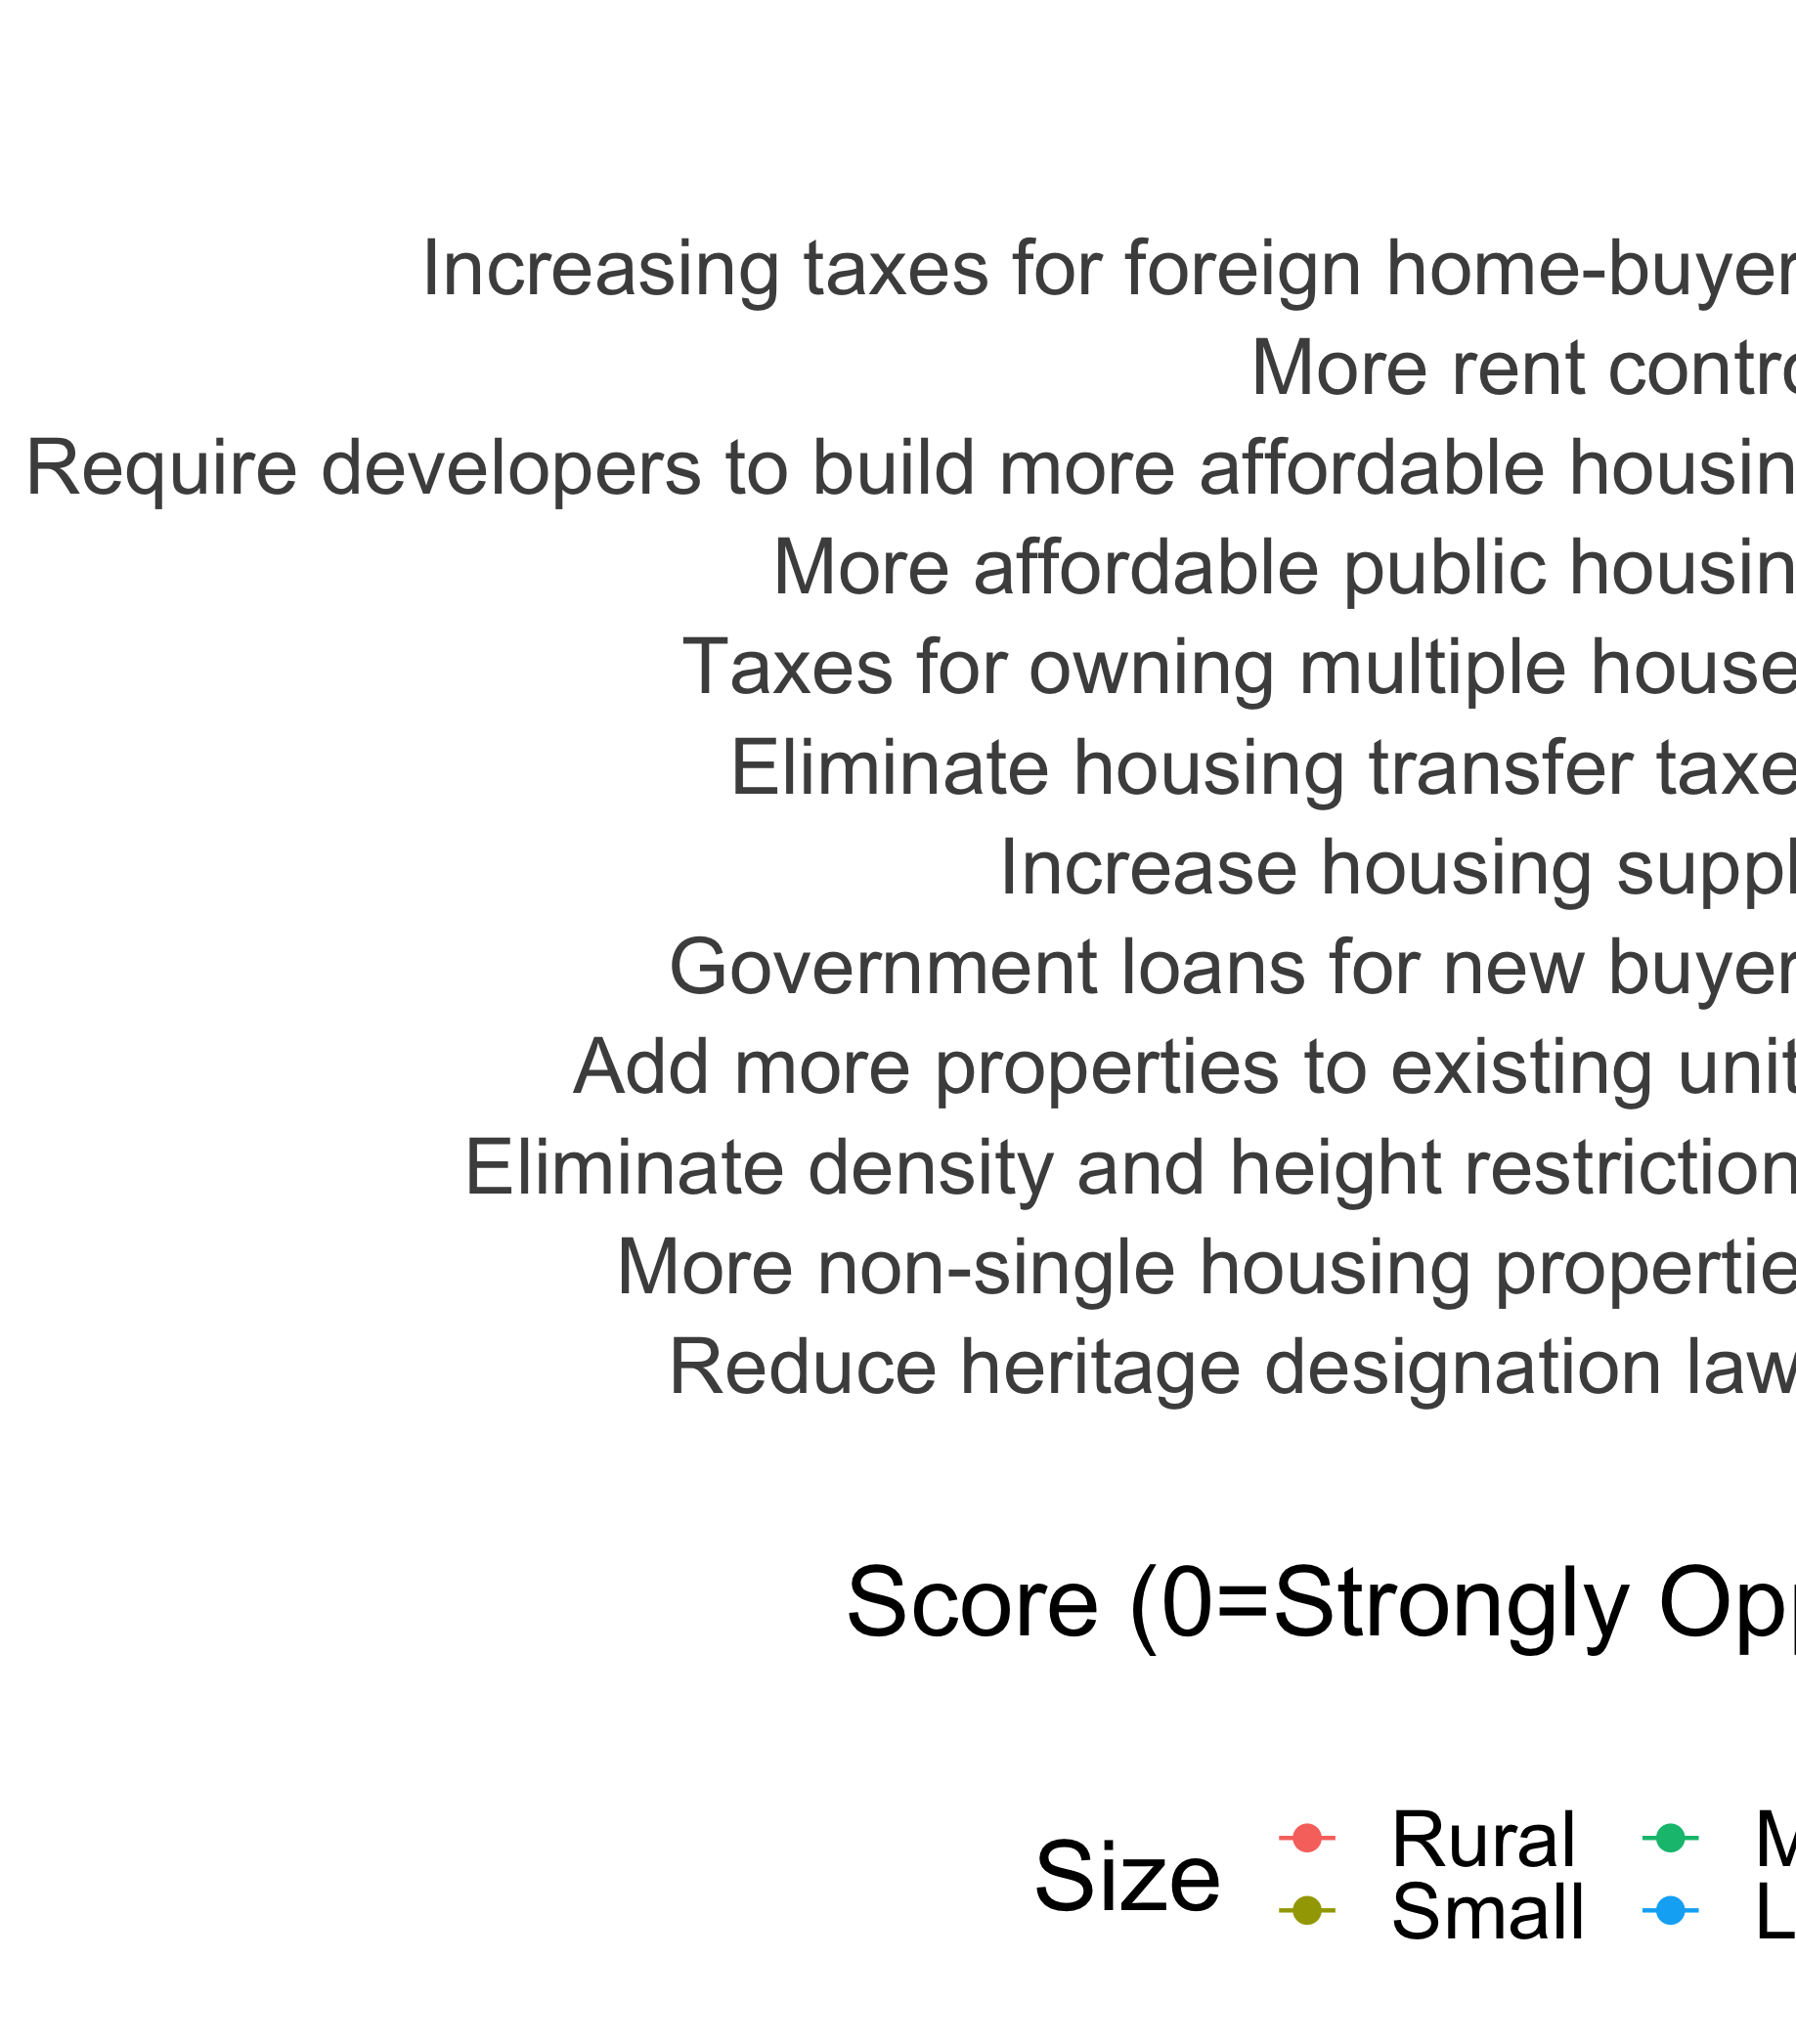 Increasing taxes for foreign home-buyer
More rent contro
Require developers to build more affordable housin
More affordable public housin
Taxes for owning multiple house
Eliminate housing transfer taxe
Increase housing suppl
Government loans for new buyer
Add more properties to existing unit
Eliminate density and height restriction
More non-single housing propertie
Reduce heritage designation law
Score (0=Strongly Opp
Size
Rural
M
Small
L